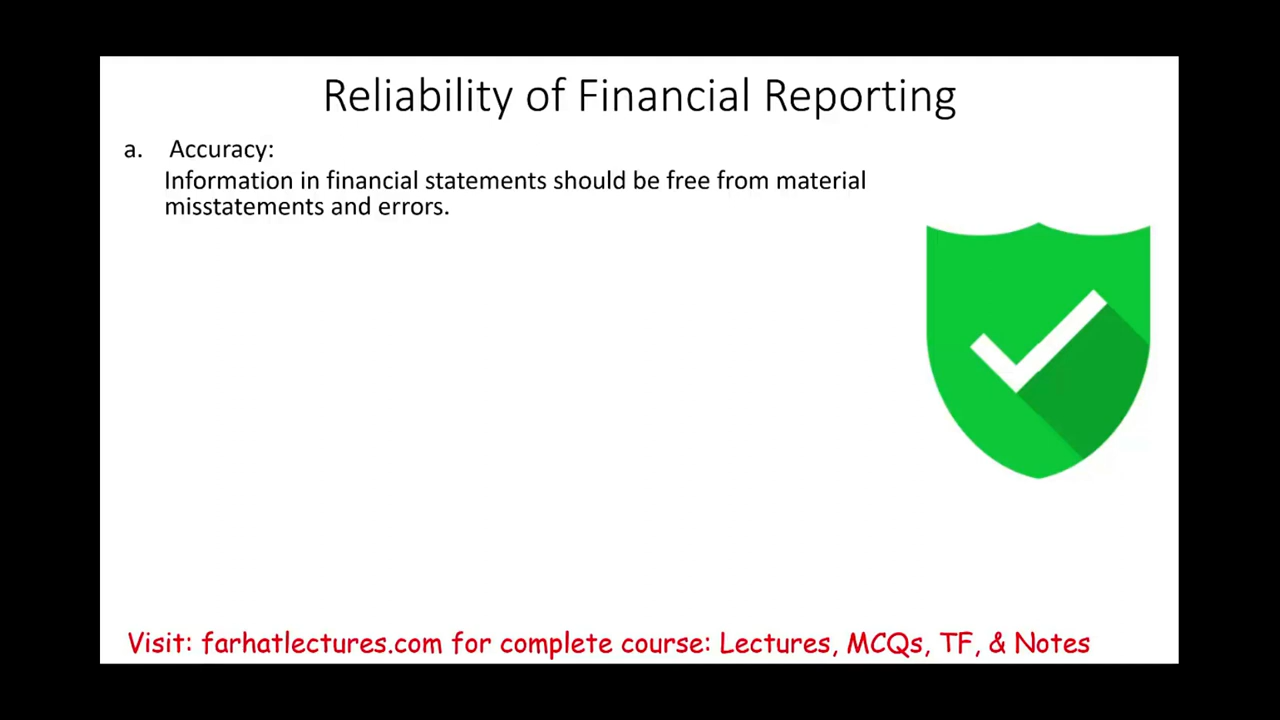 Reliability of Financial Reporting
a. Accuracy:
Information in financial statements should be free from material
misstatements and errors.
Visit: farhatlectures.com for complete course: Lectures, MCQs, TF, & Notes